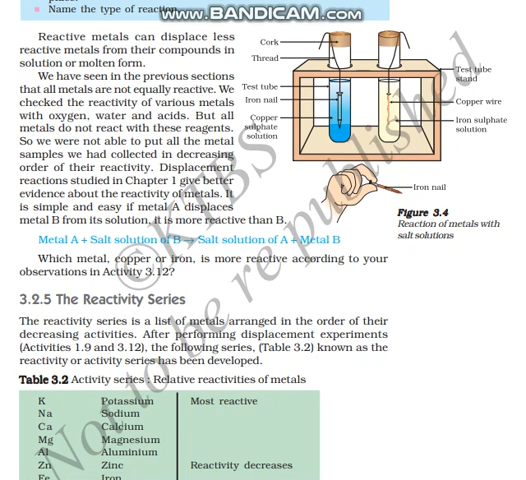 Name the type of reaction.
www.BANDICAM.com
Reactive metals can displace less
reactive metals from their compounds in
solution or molten form.
We have seen in the previous sections
that all metals are not equally reactive. We
checked the reactivity of various metals
with oxygen, water and acids. But all
metals do not react with these reagents.
So we were not able to put all the metal
samples we had collected in decreasing
order of their reactivity. Displacement
reactions studied in Chapter 1 give better
evidence about the reactivity of metals. It
is simple and easy if metal A displaces
metal B from its solution, it is more reactive than B.
Metal A + Salt solution of B → Salt solution of A + Metal B
Which metal, copper or iron, is more reactive according to your
observations in Activity 3.12?
Cork
Thread
Test tube
Iron nail
Copper
sulphate
solution
Test tube
stand
Copper wire
Iron sulphate
solution
Iron nail
Figure 3.4
Reaction of metals with
salt solutions
3.2.5 The Reactivity Series
The reactivity series is a list of metals arranged in the order of their
decreasing activities. After performing displacement experiments
(Activities 1.9 and 3.12), the following series, (Table 3.2) known as the
reactivity or activity series has been developed.
Table 3.2 Activity series : Relative reactivities of metals
K Potassium Most reactive
Na Sodium
Ca Calcium
Mg Magnesium
Al Aluminium
Zn Zinc Reactivity decreases
Fe Iron
©KTBS
Not to be re published